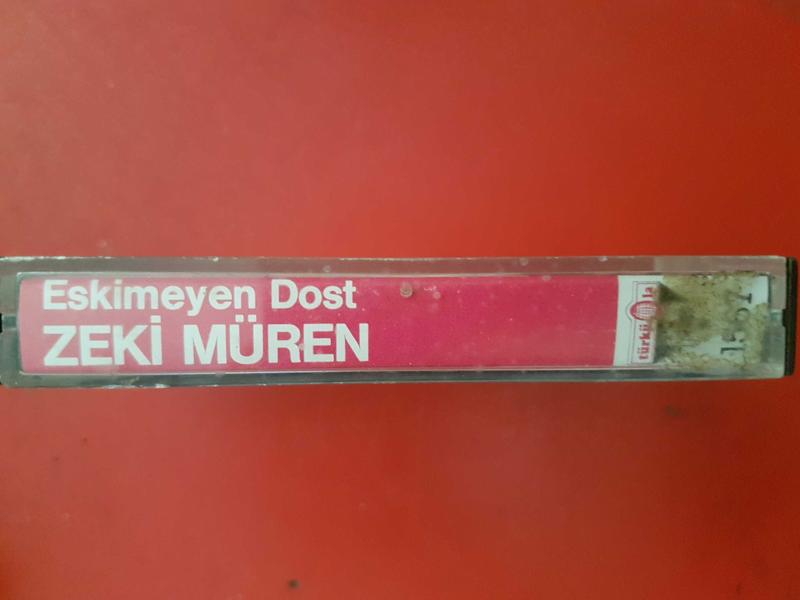 Eskimeyen Dost
ZEKİ MÜREN
türküola